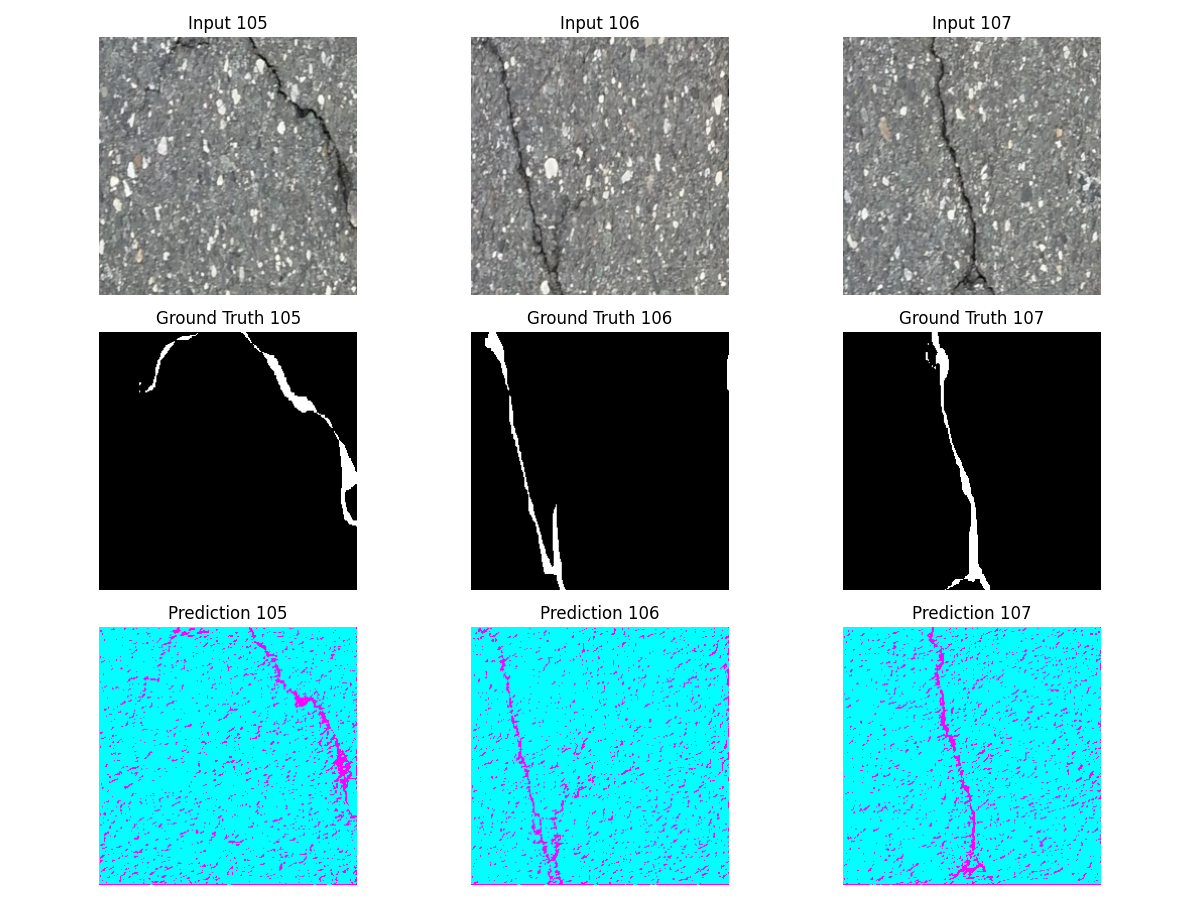 Input 105
Input 106
Input 107
Ground Truth 105
Ground Truth 106
Ground Truth 107
Prediction 105
Prediction 106
Prediction 107